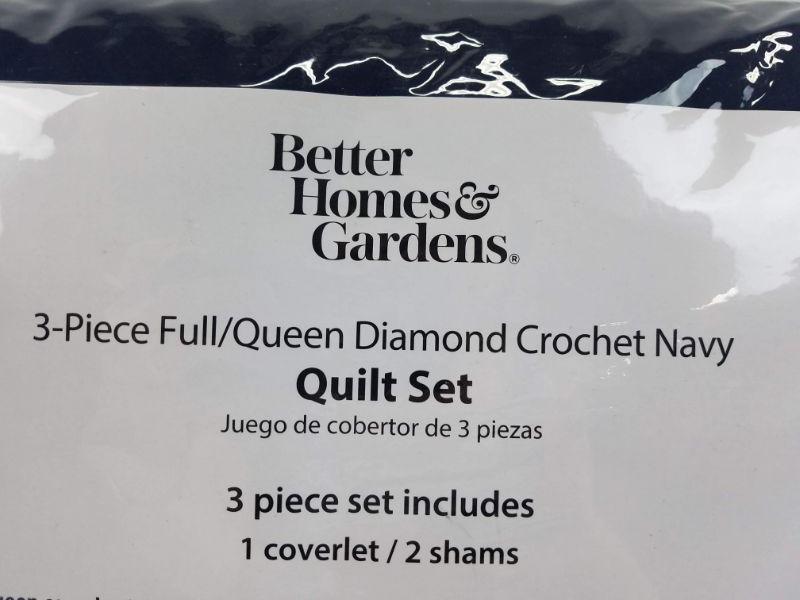 Better
Homes&
Gardens®
3-Piece Full/Queen Diamond Crochet Navy
Quilt Set
Juego de cobertor de 3 piezas
3 piece set includes
1 coverlet / 2 shams